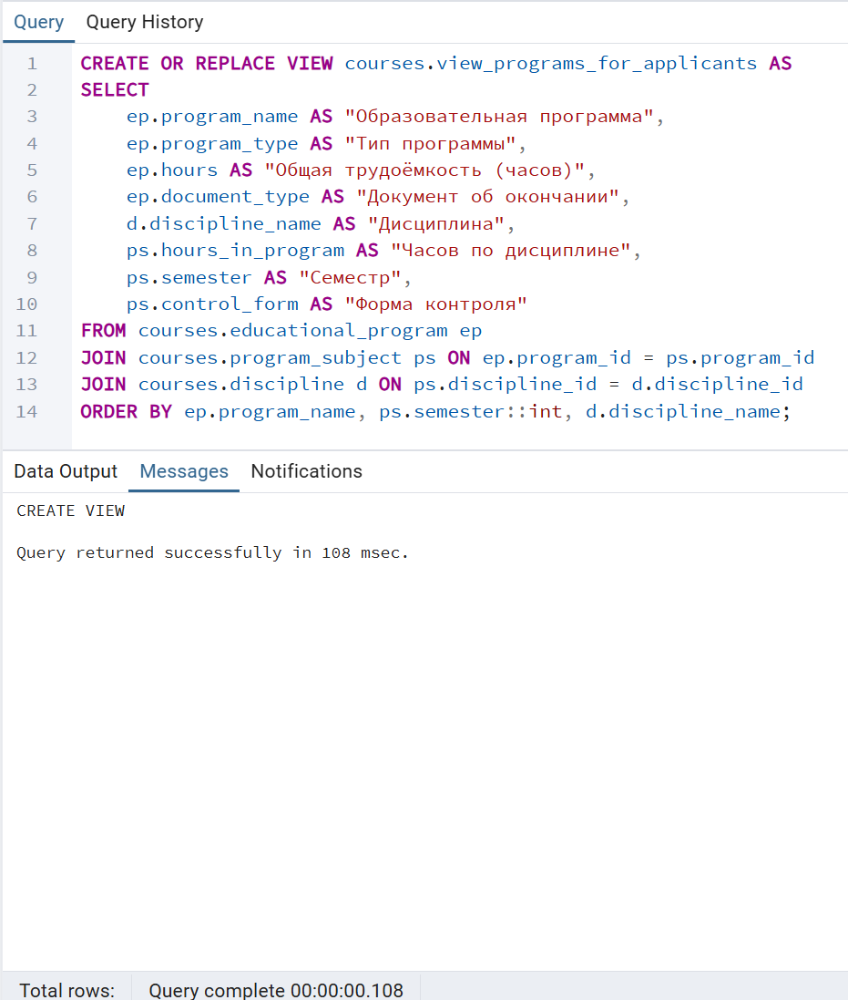 Query Query History
1 CREATE OR REPLACE VIEW courses.view_programs_for_applicants AS
2 SELECT
3 ep.program_name AS "Образовательная программа",
4 ep.program_type AS "Тип программы",
5 ep.hours AS "Общая трудоёмкость (часов)",
6 ep.document_type AS "Документ об окончании",
7 d.discipline_name AS "Дисциплина",
8 ps.hours_in_program AS "Часов по дисциплине",
9 ps.semester AS "Семестр",
10 ps.control_form AS "Форма контроля"
11 FROM courses.educational_program ep
12 JOIN courses.program_subject ps ON ep.program_id = ps.program_id
13 JOIN courses.discipline d ON ps.discipline_id = d.discipline_id
14 ORDER BY ep.program_name, ps.semester::int, d.discipline_name;
Data Output Messages Notifications
CREATE VIEW
Query returned successfully in 108 msec.
Total rows: Query complete 00:00:00.108